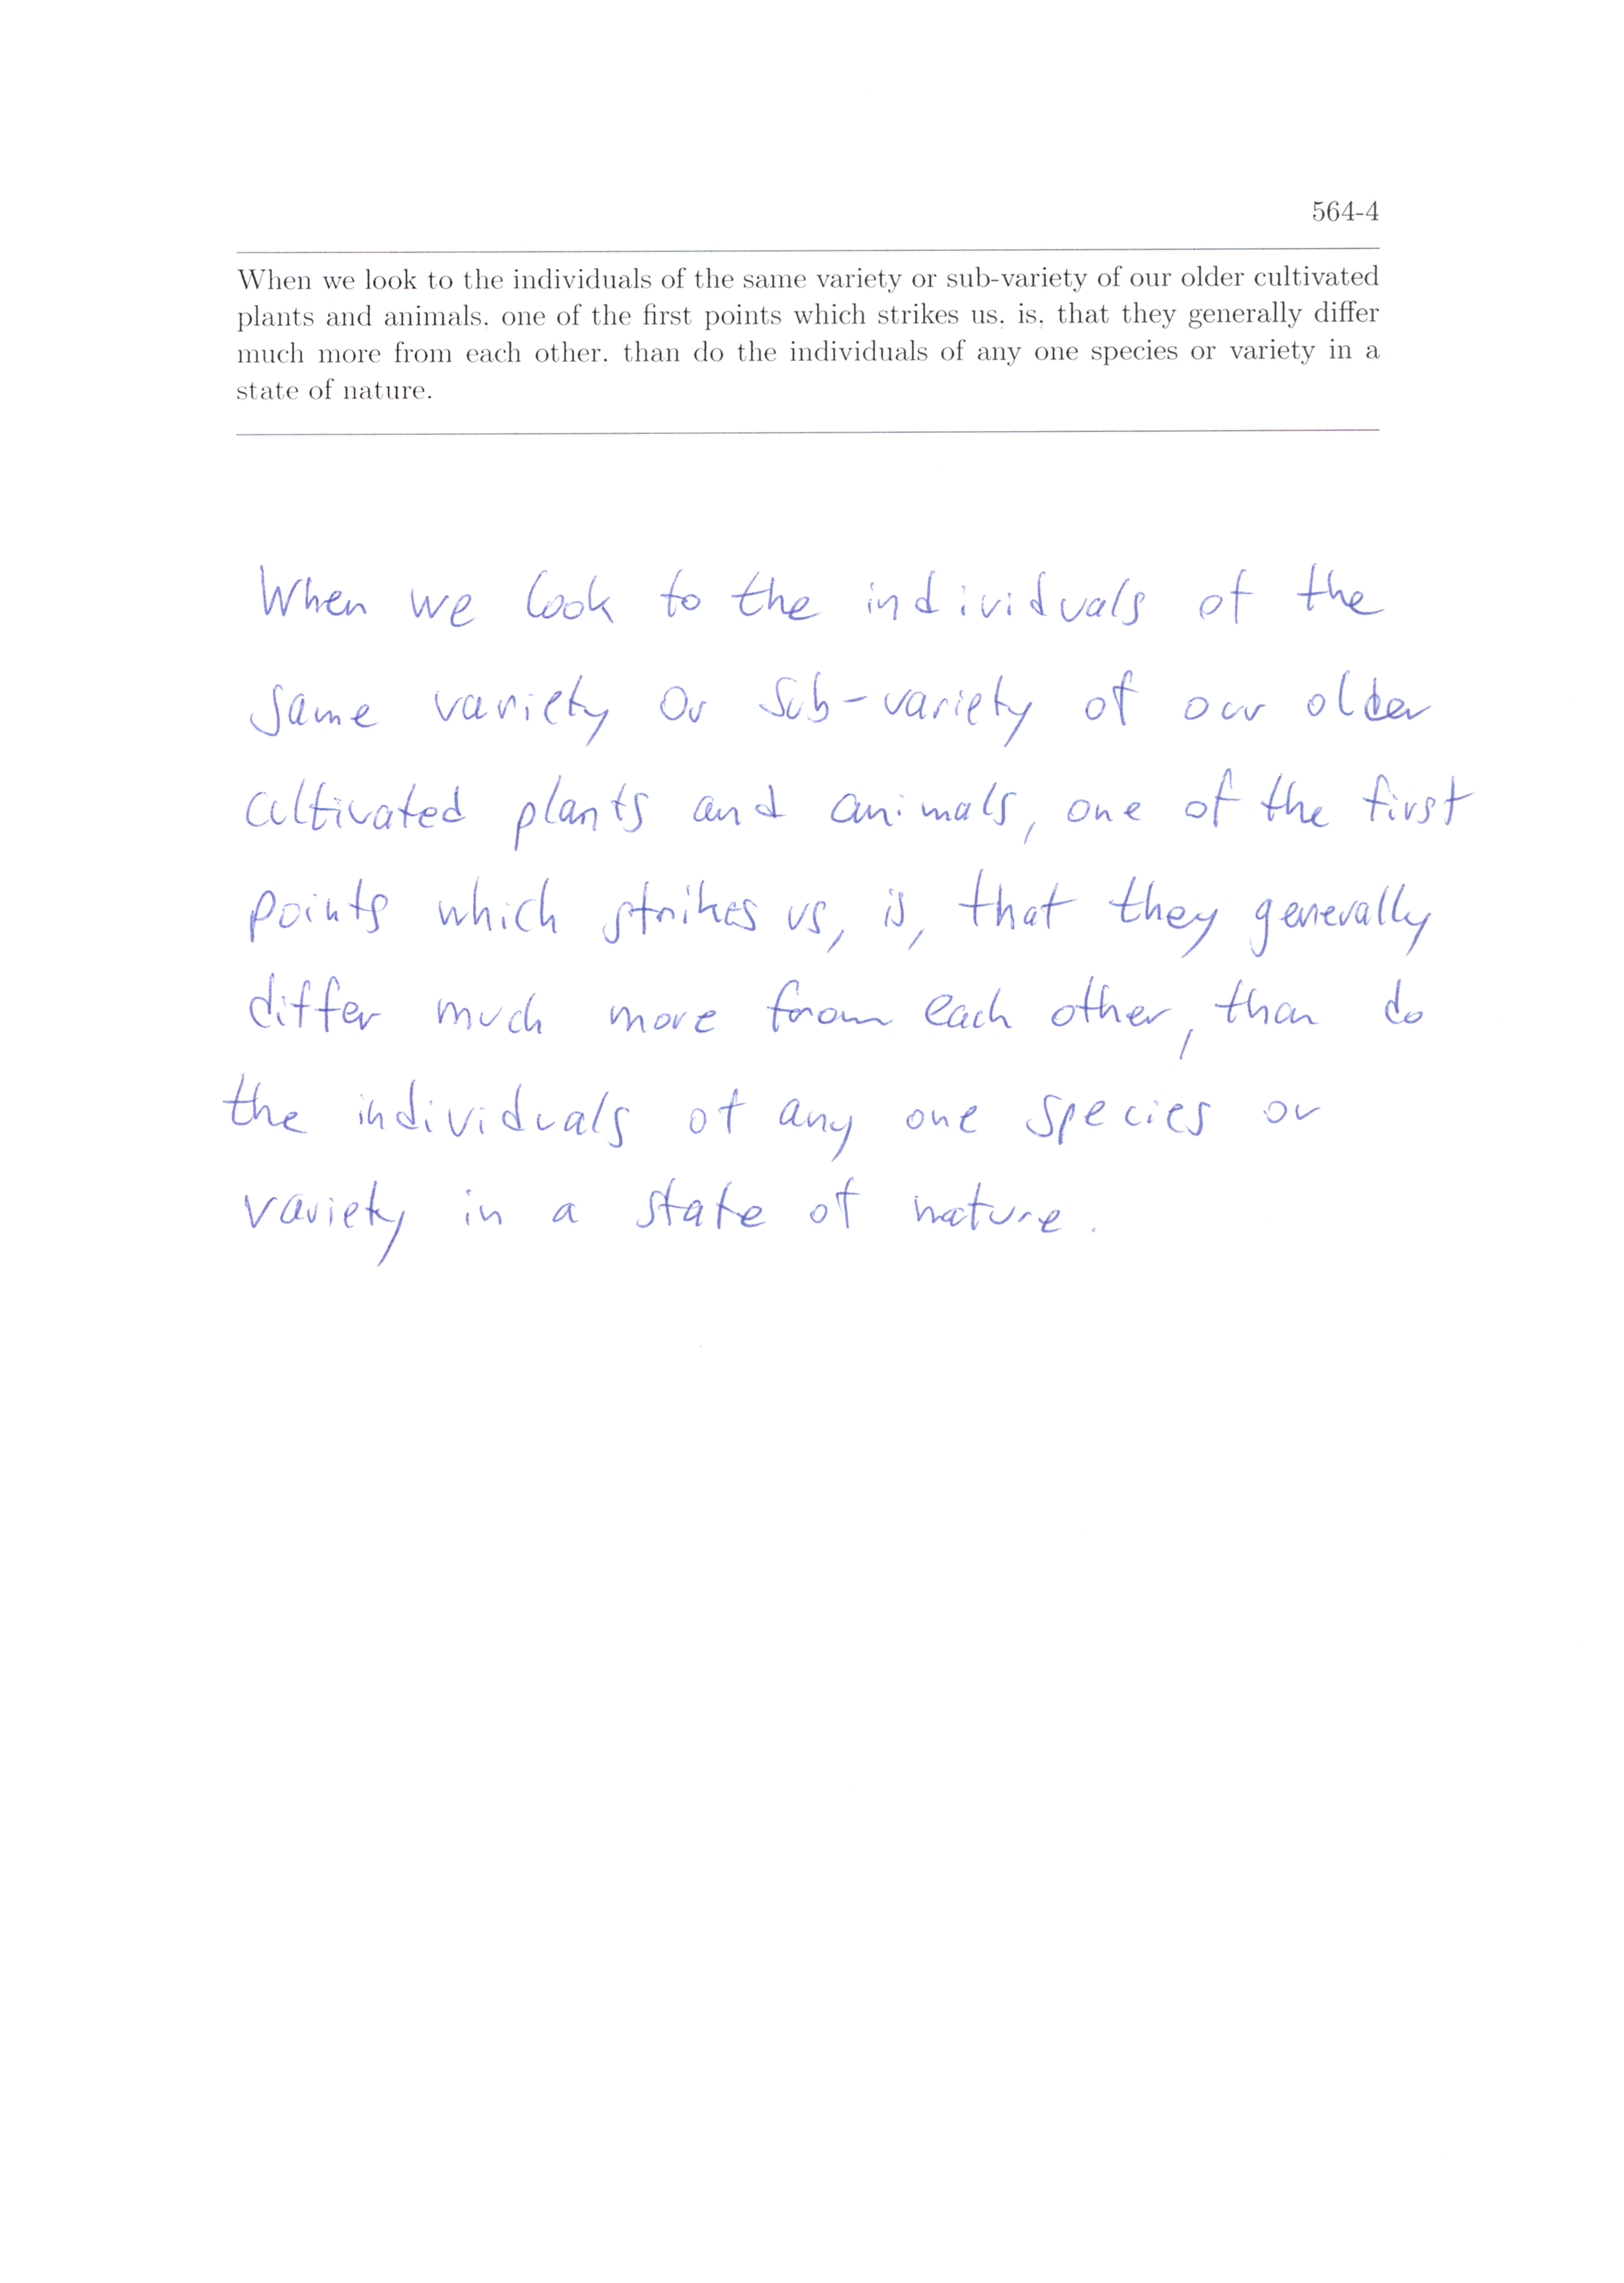 564-4
When we look to the individuals of the same variety or sub-variety of our older cultivated
plants and animals, one of the first points which strikes us, is, that they generally differ
much more from each other, than do the individuals of any one species or variety in a
state of nature.
When we look to the individuals of the
same variety or sub-variety of our older
cultivated plants and animals, one of the first
points which strikes us, is, that they generally
differ much more from each other, than do
the individuals of any one species or
variety in a state of nature.